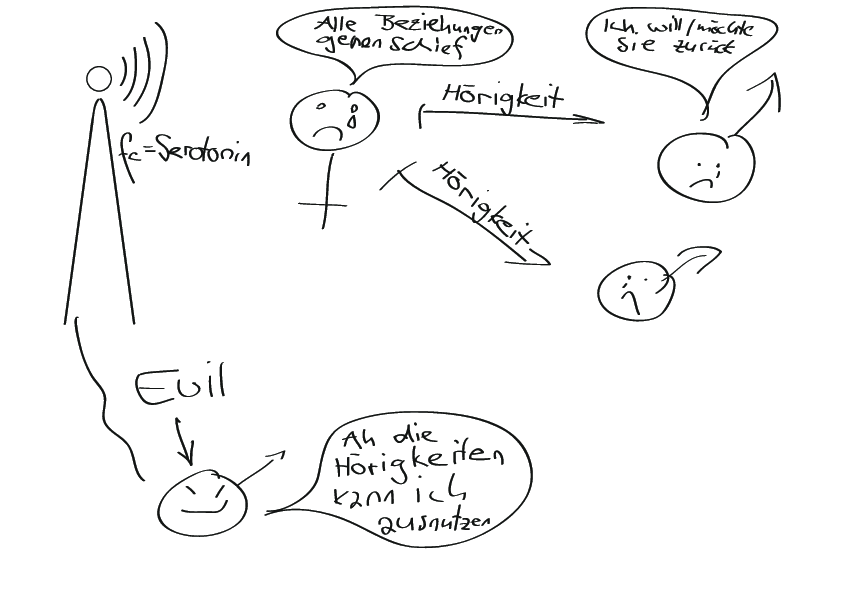 Alle Beziehungen
gehen schief
Ich will/möchte
sie zurück
Hörigkeit
fc=Serotonin
Hörigkeit
Evil
Ah die
Hörigkeiten
kann ich
ausnutzen